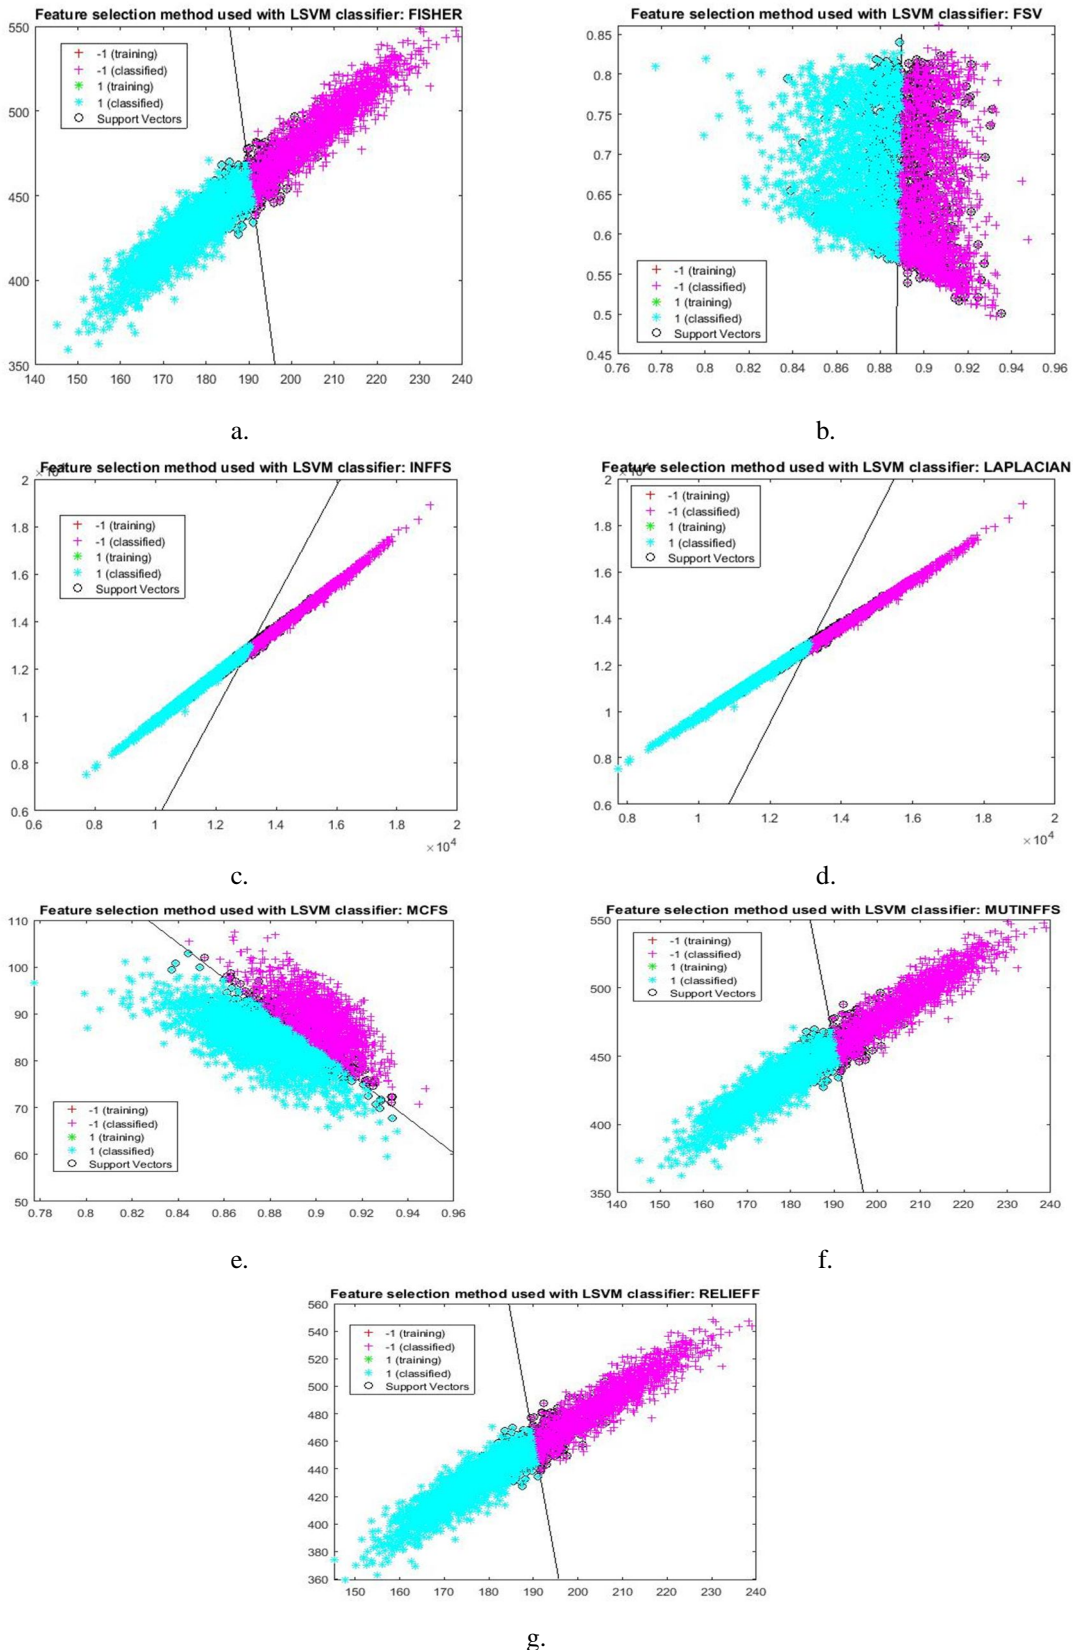 Feature selection method used with LSVM classifier: FISHER
550
500
450
400
350
140 150 160 170 180 190 200 210 220 230 240
-1 (training)
-1 (classified)
1 (training)
1 (classified)
Support Vectors
a.
Feature selection method used with LSVM classifier: FSV
0.85
0.8
0.75
0.7
0.65
0.6
0.55
0.5
0.45
0.76 0.78 0.8 0.82 0.84 0.86 0.88 0.9 0.92 0.94 0.96
-1 (training)
-1 (classified)
1 (training)
1 (classified)
Support Vectors
b.
Feature selection method used with LSVM classifier: INFFS
2
1.8
1.6
1.4
1.2
1
0.8
0.6
0.6 0.8 1 1.2 1.4 1.6 1.8 2
×10⁴
-1 (training)
-1 (classified)
1 (training)
1 (classified)
Support Vectors
c.
Feature selection method used with LSVM classifier: LAPLACIAN
2
1.8
1.6
1.4
1.2
1
0.8
0.6
0.8 1 1.2 1.4 1.6 1.8 2
×10⁴
-1 (training)
-1 (classified)
1 (training)
1 (classified)
Support Vectors
d.
Feature selection method used with LSVM classifier: MCFS
110
100
90
80
70
60
50
0.78 0.8 0.82 0.84 0.86 0.88 0.9 0.92 0.94 0.96
-1 (training)
-1 (classified)
1 (training)
1 (classified)
Support Vectors
e.
Feature selection method used with LSVM classifier: MUTINFFS
550
500
450
400
350
140 150 160 170 180 190 200 210 220 230 240
-1 (training)
-1 (classified)
1 (training)
1 (classified)
Support Vectors
f.
Feature selection method used with LSVM classifier: RELIEFF
560
540
520
500
480
460
440
420
400
380
360
150 160 170 180 190 200 210 220 230 240
-1 (training)
-1 (classified)
1 (training)
1 (classified)
Support Vectors
g.